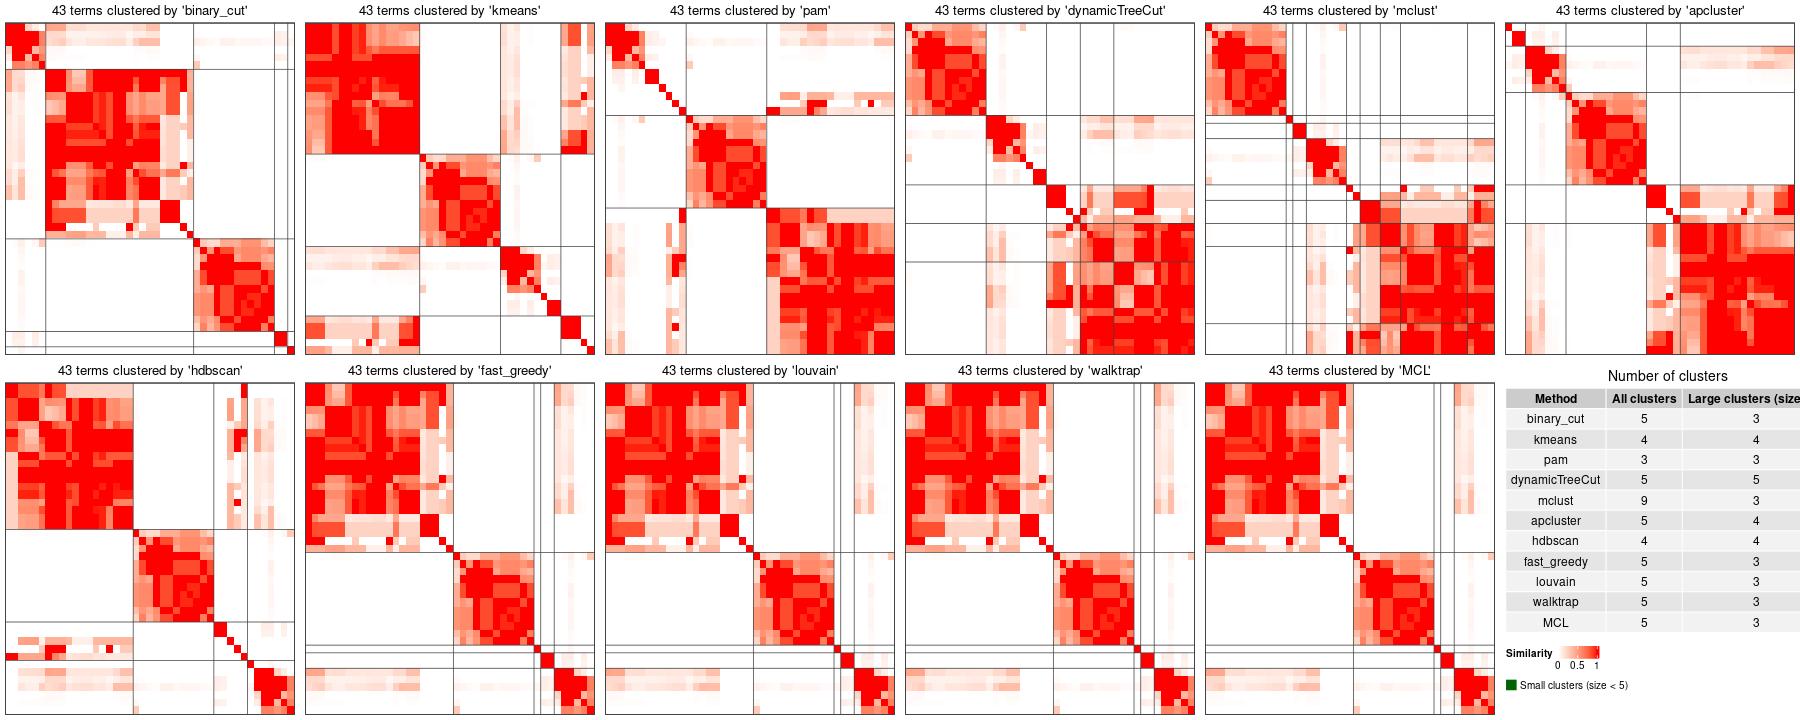 43 terms clustered by 'binary_cut'
43 terms clustered by 'kmeans'
43 terms clustered by 'pam'
43 terms clustered by 'dynamicTreeCut'
43 terms clustered by 'mclust'
43 terms clustered by 'apcluster'
43 terms clustered by 'hdbscan'
43 terms clustered by 'fast_greedy'
43 terms clustered by 'louvain'
43 terms clustered by 'walktrap'
43 terms clustered by 'MCL'
Number of clusters
Method All clusters Large clusters (size
binary_cut 5 3
kmeans 4 4
pam 3 3
dynamicTreeCut 5 5
mclust 9 3
apcluster 5 4
hdbscan 4 4
fast_greedy 5 3
louvain 5 3
walktrap 5 3
MCL 5 3
Similarity
0 0.5 1
Small clusters (size < 5)